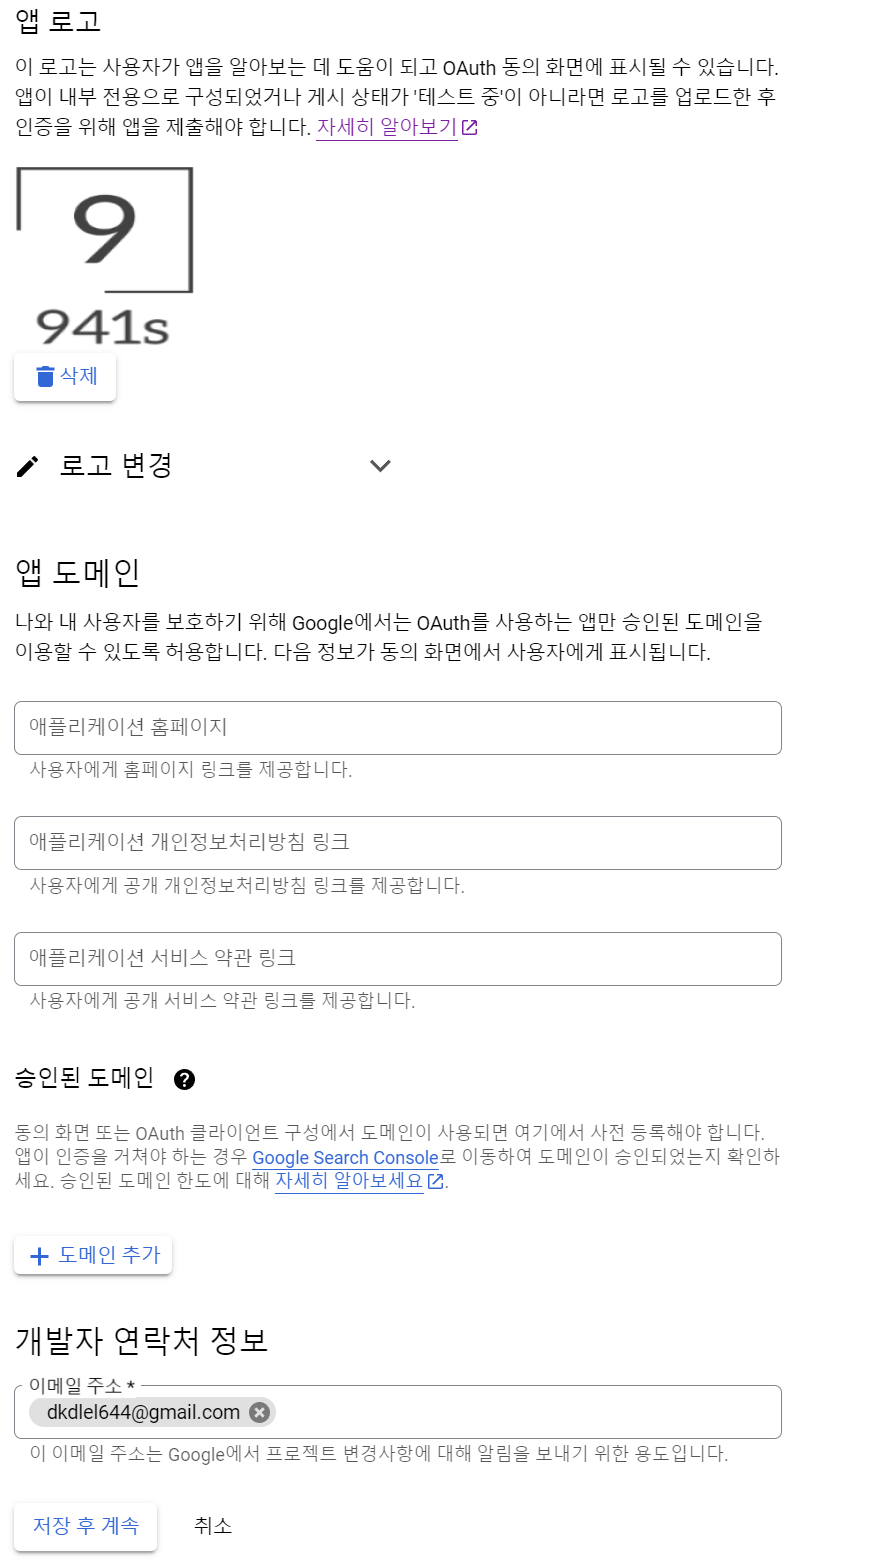 앱 로고
이 로고는 사용자가 앱을 알아보는 데 도움이 되고 OAuth 동의 화면에 표시될 수 있습니다.
앱이 내부 전용으로 구성되었거나 게시 상태가 '테스트 중'이 아니라면 로고를 업로드한 후
인증을 위해 앱을 제출해야 합니다. 자세히 알아보기
9
941s
삭제
로고 변경
앱 도메인
나와 내 사용자를 보호하기 위해 Google에서는 OAuth를 사용하는 앱만 승인된 도메인을
이용할 수 있도록 허용합니다. 다음 정보가 동의 화면에서 사용자에게 표시됩니다.
애플리케이션 홈페이지
사용자에게 홈페이지 링크를 제공합니다.
애플리케이션 개인정보처리방침 링크
사용자에게 공개 개인정보처리방침 링크를 제공합니다.
애플리케이션 서비스 약관 링크
사용자에게 공개 서비스 약관 링크를 제공합니다.
승인된 도메인
동의 화면 또는 OAuth 클라이언트 구성에서 도메인이 사용되면 여기에서 사전 등록해야 합니다.
앱이 인증을 거쳐야 하는 경우 Google Search Console로 이동하여 도메인이 승인되었는지 확인하
세요. 승인된 도메인 한도에 대해 자세히 알아보세요.
+ 도메인 추가
개발자 연락처 정보
이메일 주소 *
dkdlel644@gmail.com
이 이메일 주소는 Google에서 프로젝트 변경사항에 대해 알림을 보내기 위한 용도입니다.
저장 후 계속 취소